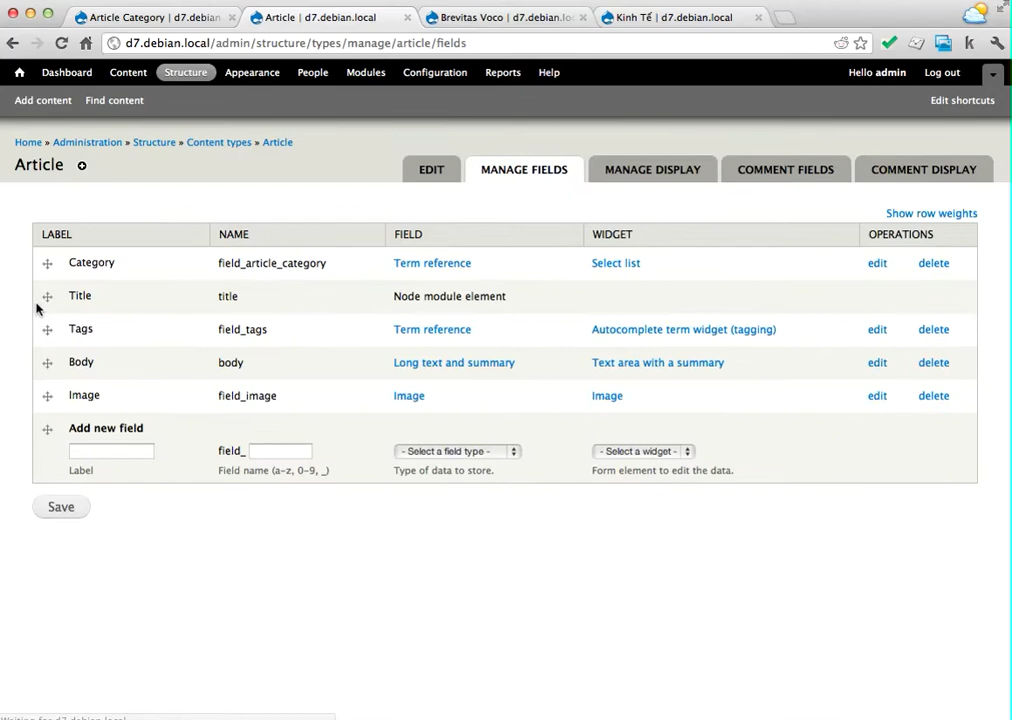 Article Category | d7.debian
Article | d7.debian.local
Brevitas Voco | d7.debian.loc
Kinh Tế | d7.debian.local
d7.debian.local/admin/structure/types/manage/article/fields
Dashboard Content Structure Appearance People Modules Configuration Reports Help Hello admin Log out
Add content Find content Edit shortcuts
Home » Administration » Structure » Content types » Article
Article
EDIT MANAGE FIELDS MANAGE DISPLAY COMMENT FIELDS COMMENT DISPLAY
Show row weights
LABEL NAME FIELD WIDGET OPERATIONS
Category field_article_category Term reference Select list edit delete
Title title Node module element
Tags field_tags Term reference Autocomplete term widget (tagging) edit delete
Body body Long text and summary Text area with a summary edit delete
Image field_image Image Image edit delete
Add new field
field_ - Select a field type - - Select a widget -
Label Field name (a-z, 0-9, _) Type of data to store. Form element to edit the data.
Save
Waiting for d7.debian.local